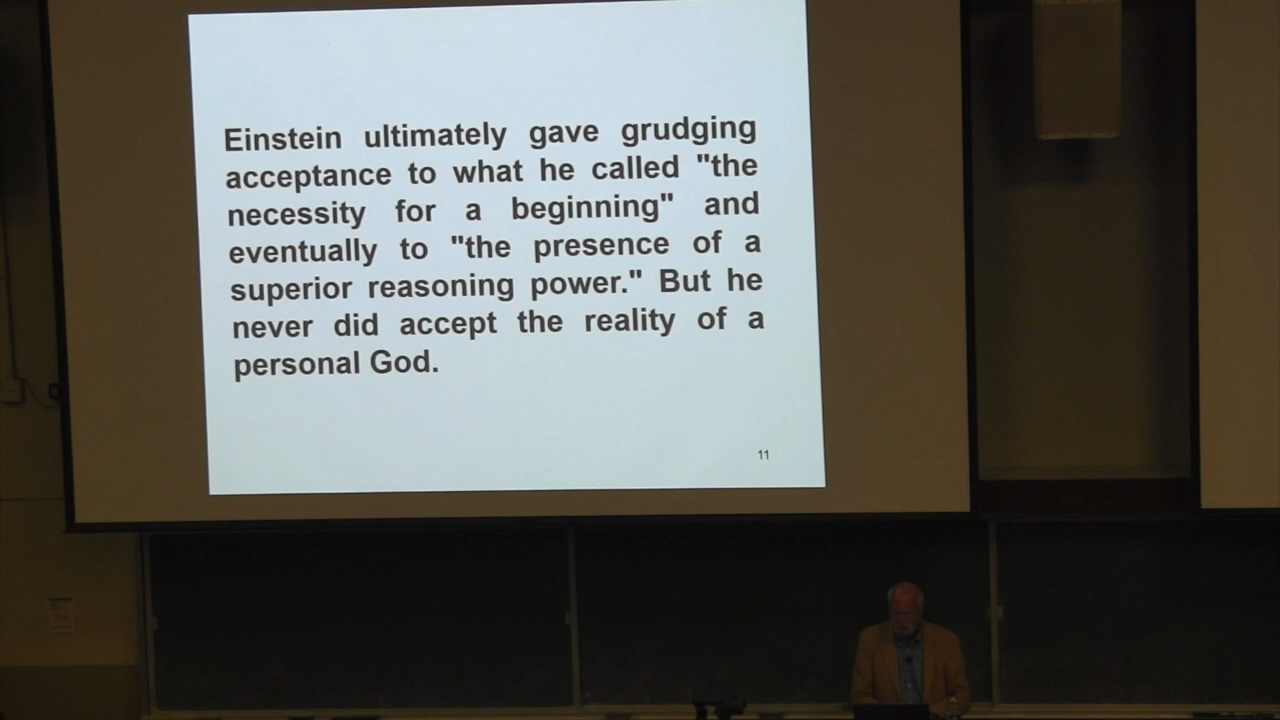 Einstein ultimately gave grudging
acceptance to what he called "the
necessity for a beginning" and
eventually to "the presence of a
superior reasoning power." But he
never did accept the reality of a
personal God.
11